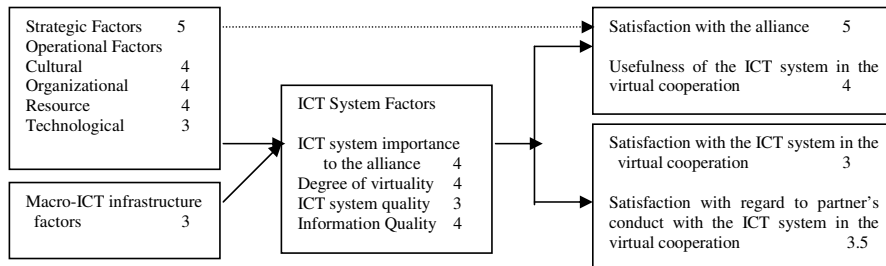 Strategic Factors 5
Operational Factors
Cultural 4
Organizational 4
Resource 4
Technological 3
Macro-ICT infrastructure
factors 3
ICT System Factors
ICT system importance
to the alliance 4
Degree of virtuality 4
ICT system quality 3
Information Quality 4
Satisfaction with the alliance 5
Usefulness of the ICT system in the
virtual cooperation 4
Satisfaction with the ICT system in the
virtual cooperation 3
Satisfaction with regard to partner's
conduct with the ICT system in the
virtual cooperation 3.5